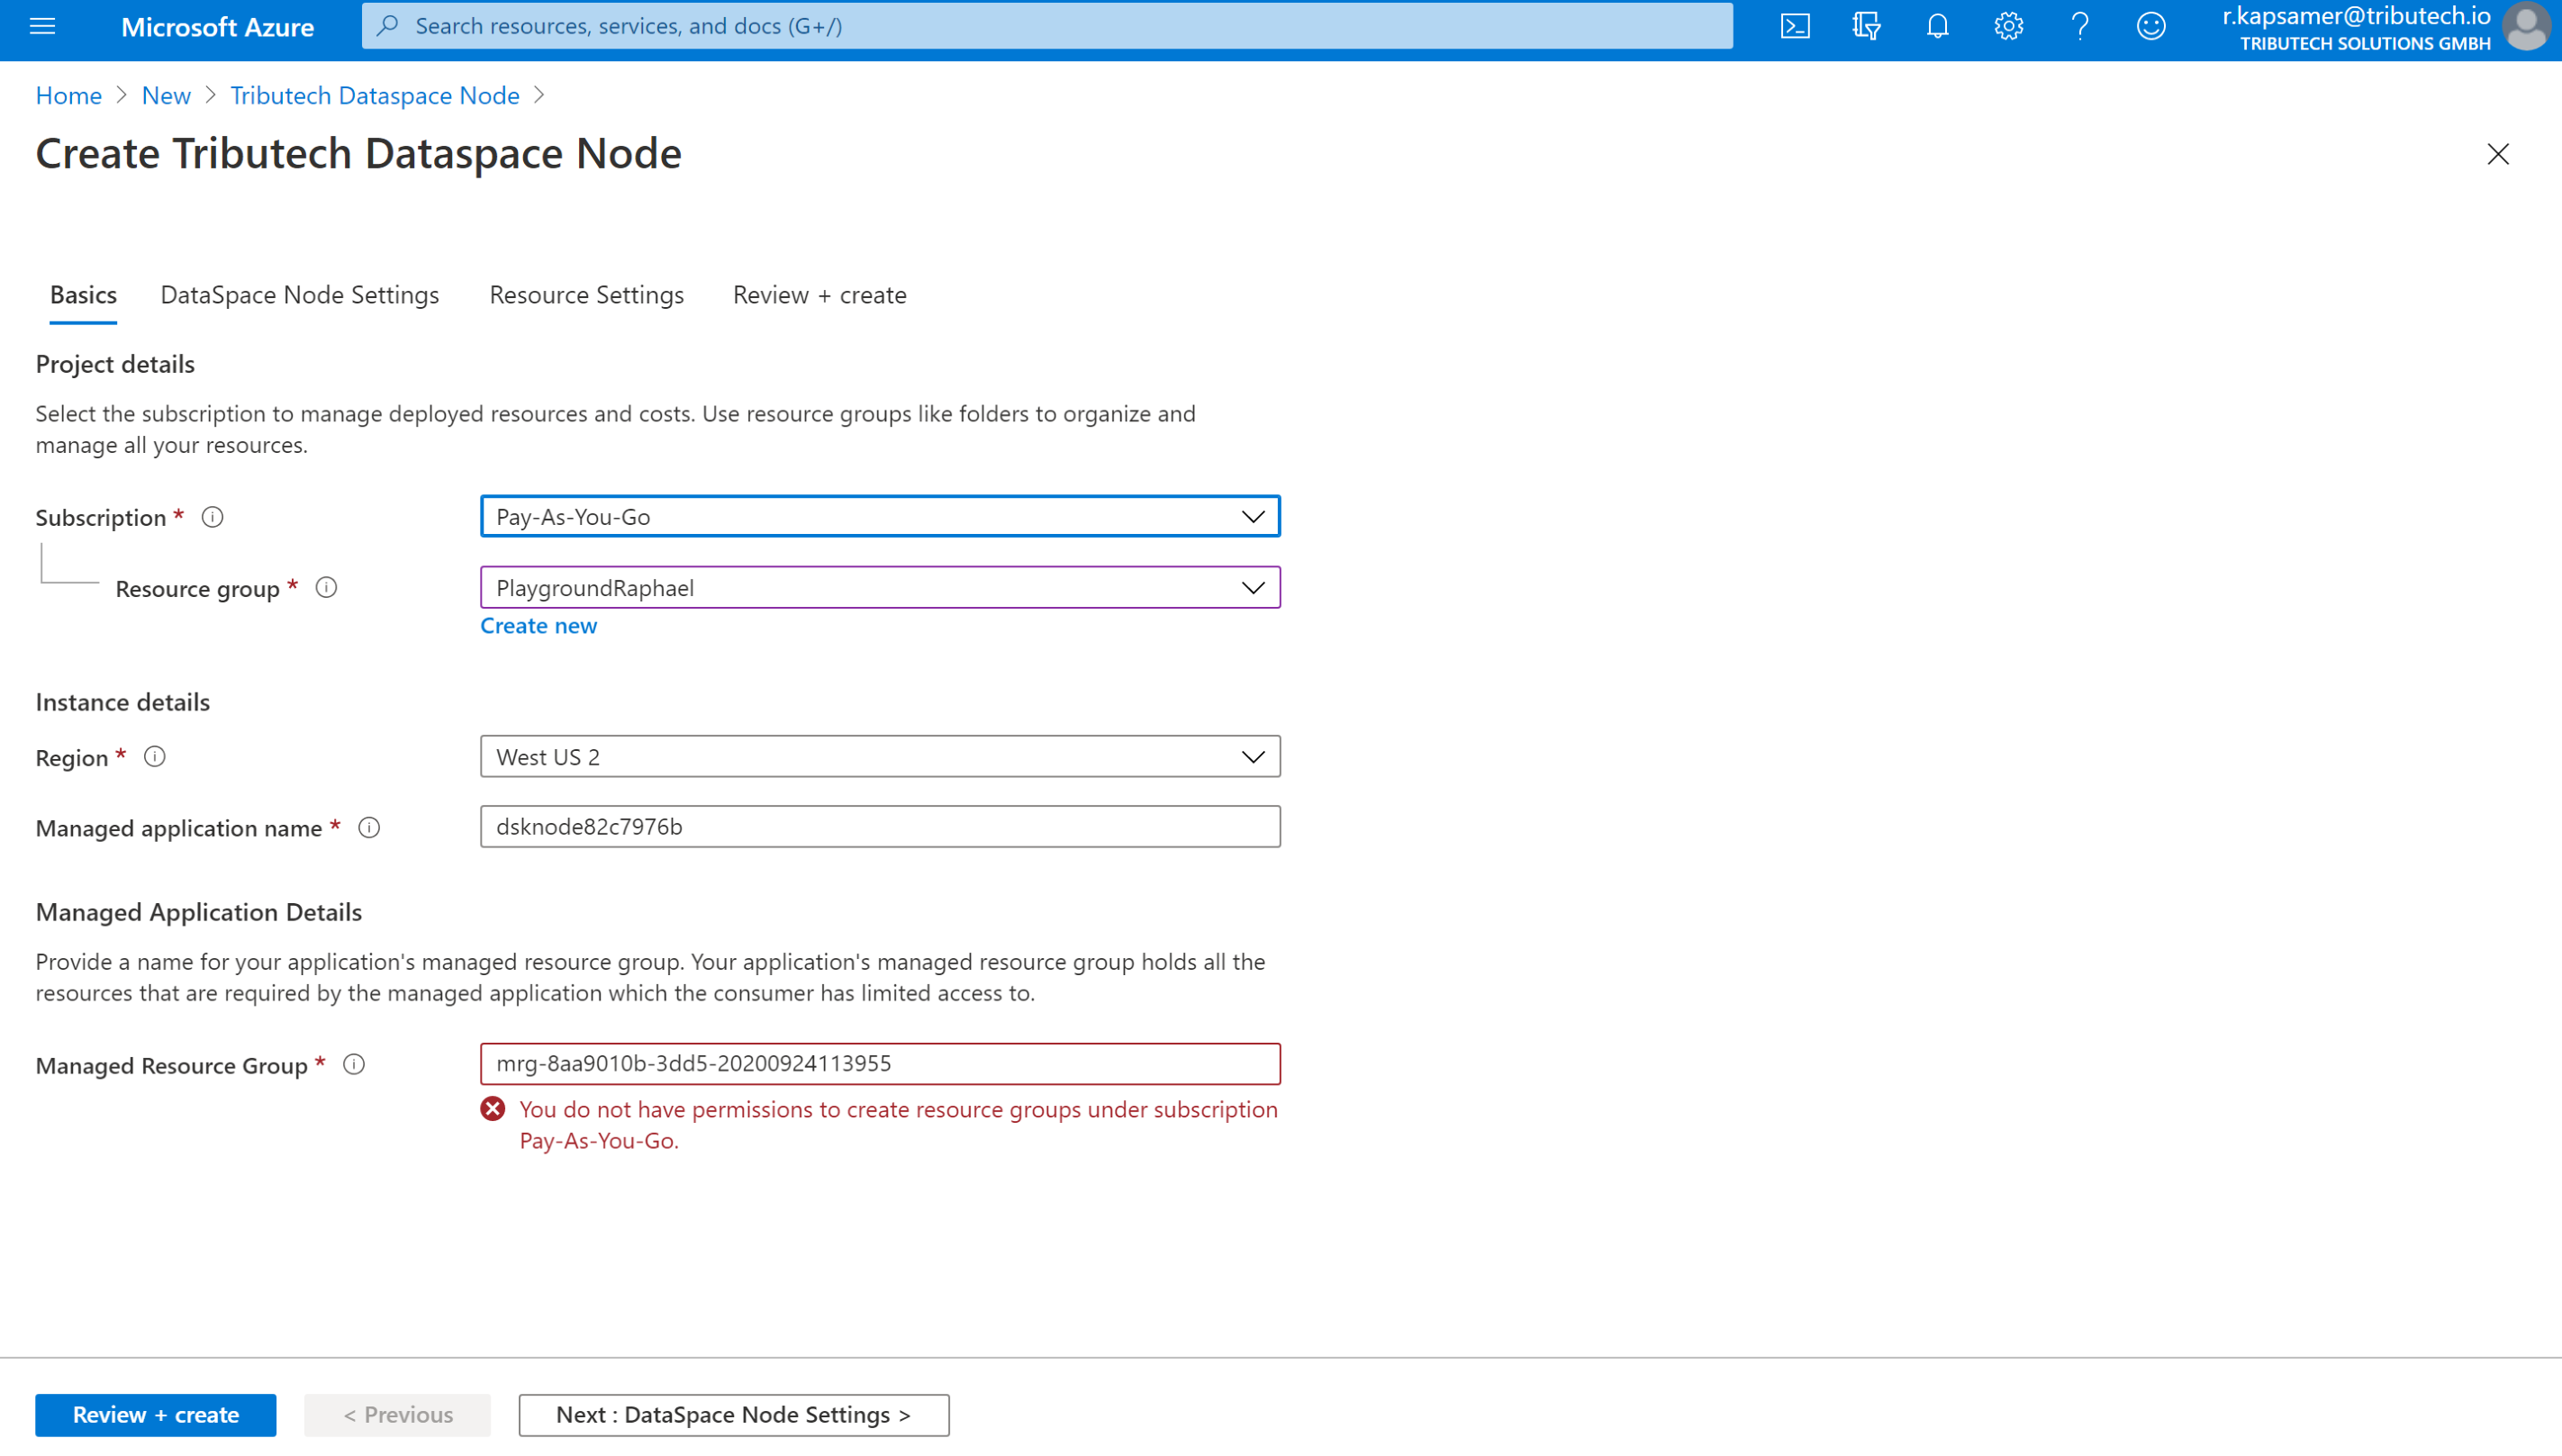 Microsoft Azure
Search resources, services, and docs (G+/)
r.kapsamer@tributech.io
TRIBUTECH SOLUTIONS GMBH
Home > New > Tributech Dataspace Node >
Create Tributech Dataspace Node
Basics DataSpace Node Settings Resource Settings Review + create
Project details
Select the subscription to manage deployed resources and costs. Use resource groups like folders to organize and
manage all your resources.
Subscription * Pay-As-You-Go
Resource group * PlaygroundRaphael
Create new
Instance details
Region * West US 2
Managed application name * dsknode82c7976b
Managed Application Details
Provide a name for your application's managed resource group. Your application's managed resource group holds all the
resources that are required by the managed application which the consumer has limited access to.
Managed Resource Group * mrg-8aa9010b-3dd5-20200924113955
You do not have permissions to create resource groups under subscription
Pay-As-You-Go.
Review + create < Previous Next : DataSpace Node Settings >